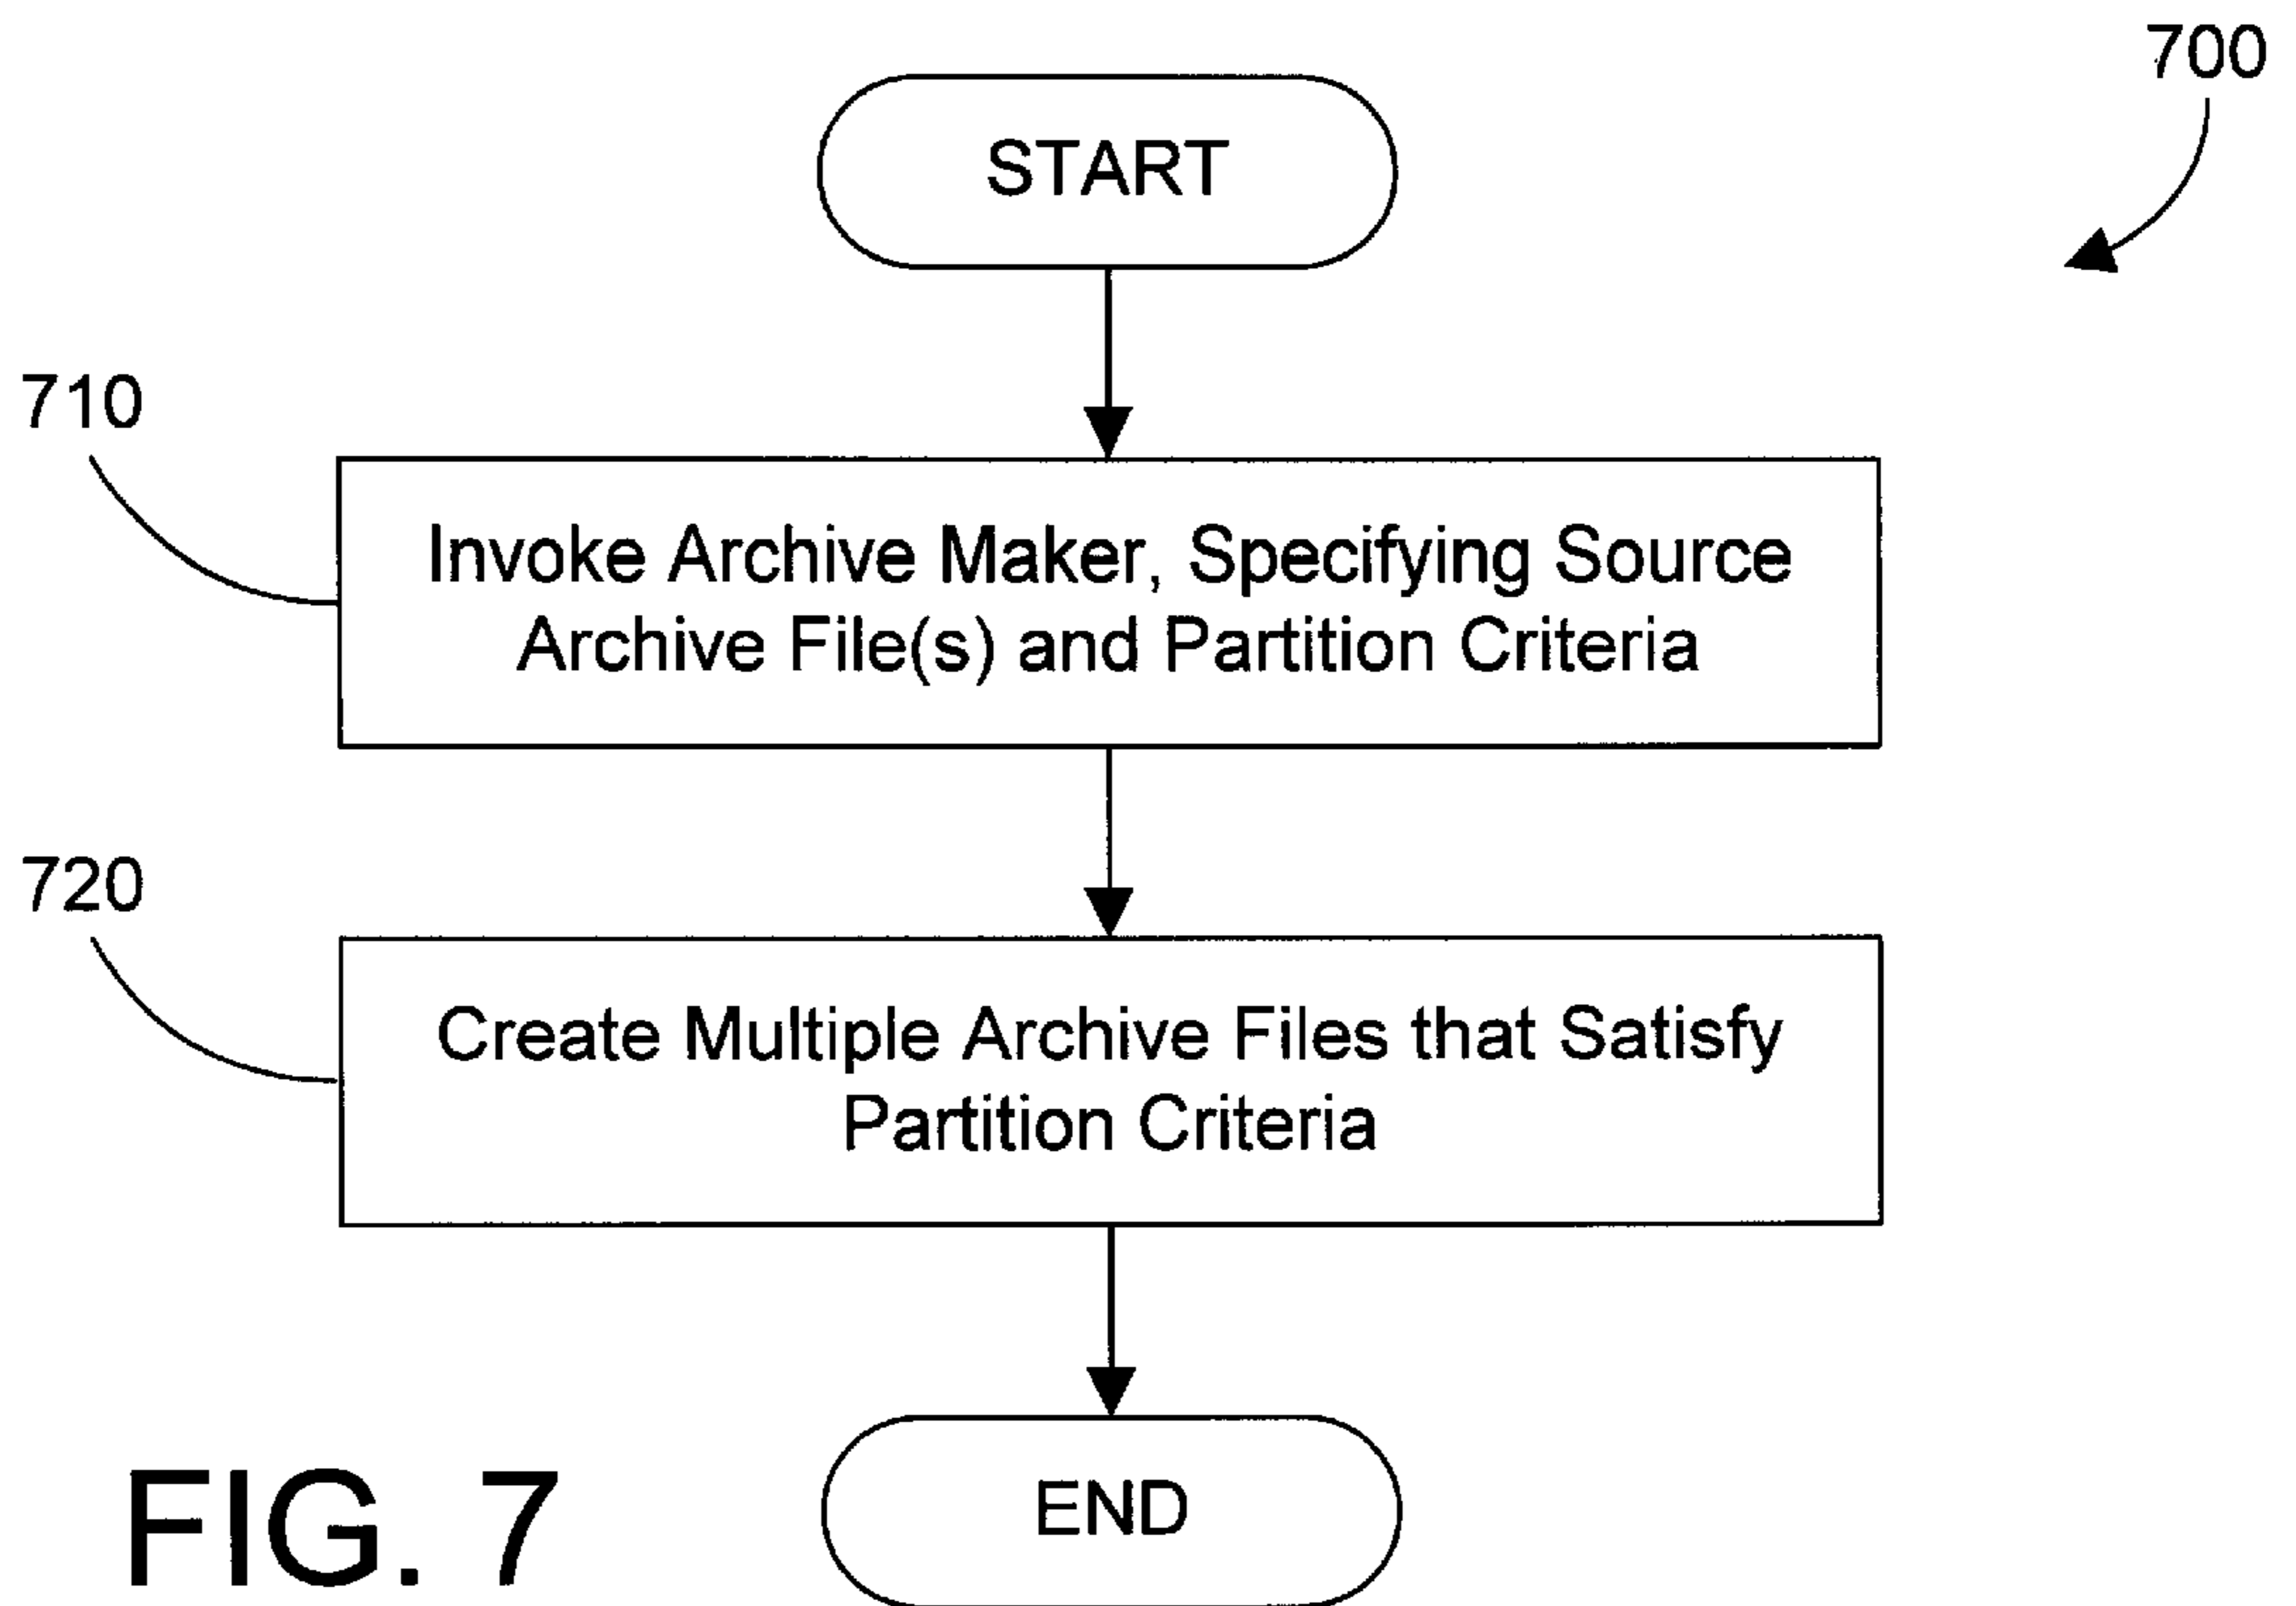 700
START
710
Invoke Archive Maker, Specifying Source
Archive File(s) and Partition Criteria
720
Create Multiple Archive Files that Satisfy
Partition Criteria
END
FIG. 7